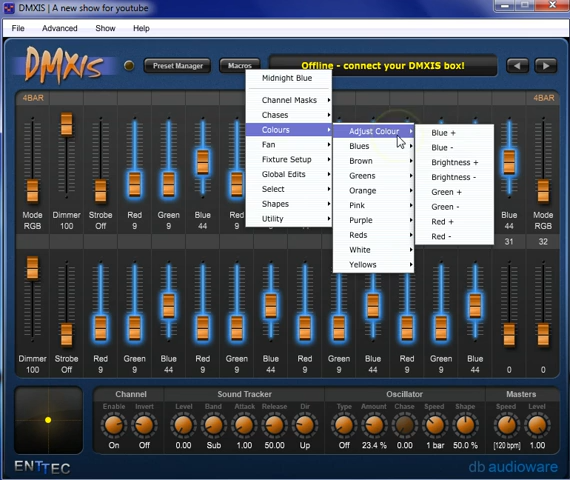 DMXIS | A new show for youtube
File Advanced Show Help
DMXIS Preset Manager Macros Offline - connect your DMXIS box!
4BAR 4BAR
Midnight Blue
Channel Masks
Chases
Colours
Fan
Fixture Setup
Global Edits
Select
Shapes
Utility
Adjust Colour
Blues
Brown
Greens
Orange
Pink
Purple
Reds
White
Yellows
Blue +
Blue -
Brightness +
Brightness -
Green +
Green -
Red +
Red -
Mode Dimmer Strobe Red Green Blue Blue Mode
RGB 100 Off 9 9 44 44 RGB
31 32
Dimmer Strobe Red Green Blue Red Green Blue Red Green Blue Red Green Blue 0 0
100 Off 9 9 44 9 9 44 9 9 44 9 9 44
Channel Sound Tracker Oscillator Masters
Enable Invert Level Band Attack Release Dir Type Amount Chase Speed Shape Speed Level
On Off 0.00 Sub 1.00 50.00 Up Off 23.4 % 0.00 1 bar 50.0 % [120 bpm] 1.00
ENTTEC db audioware